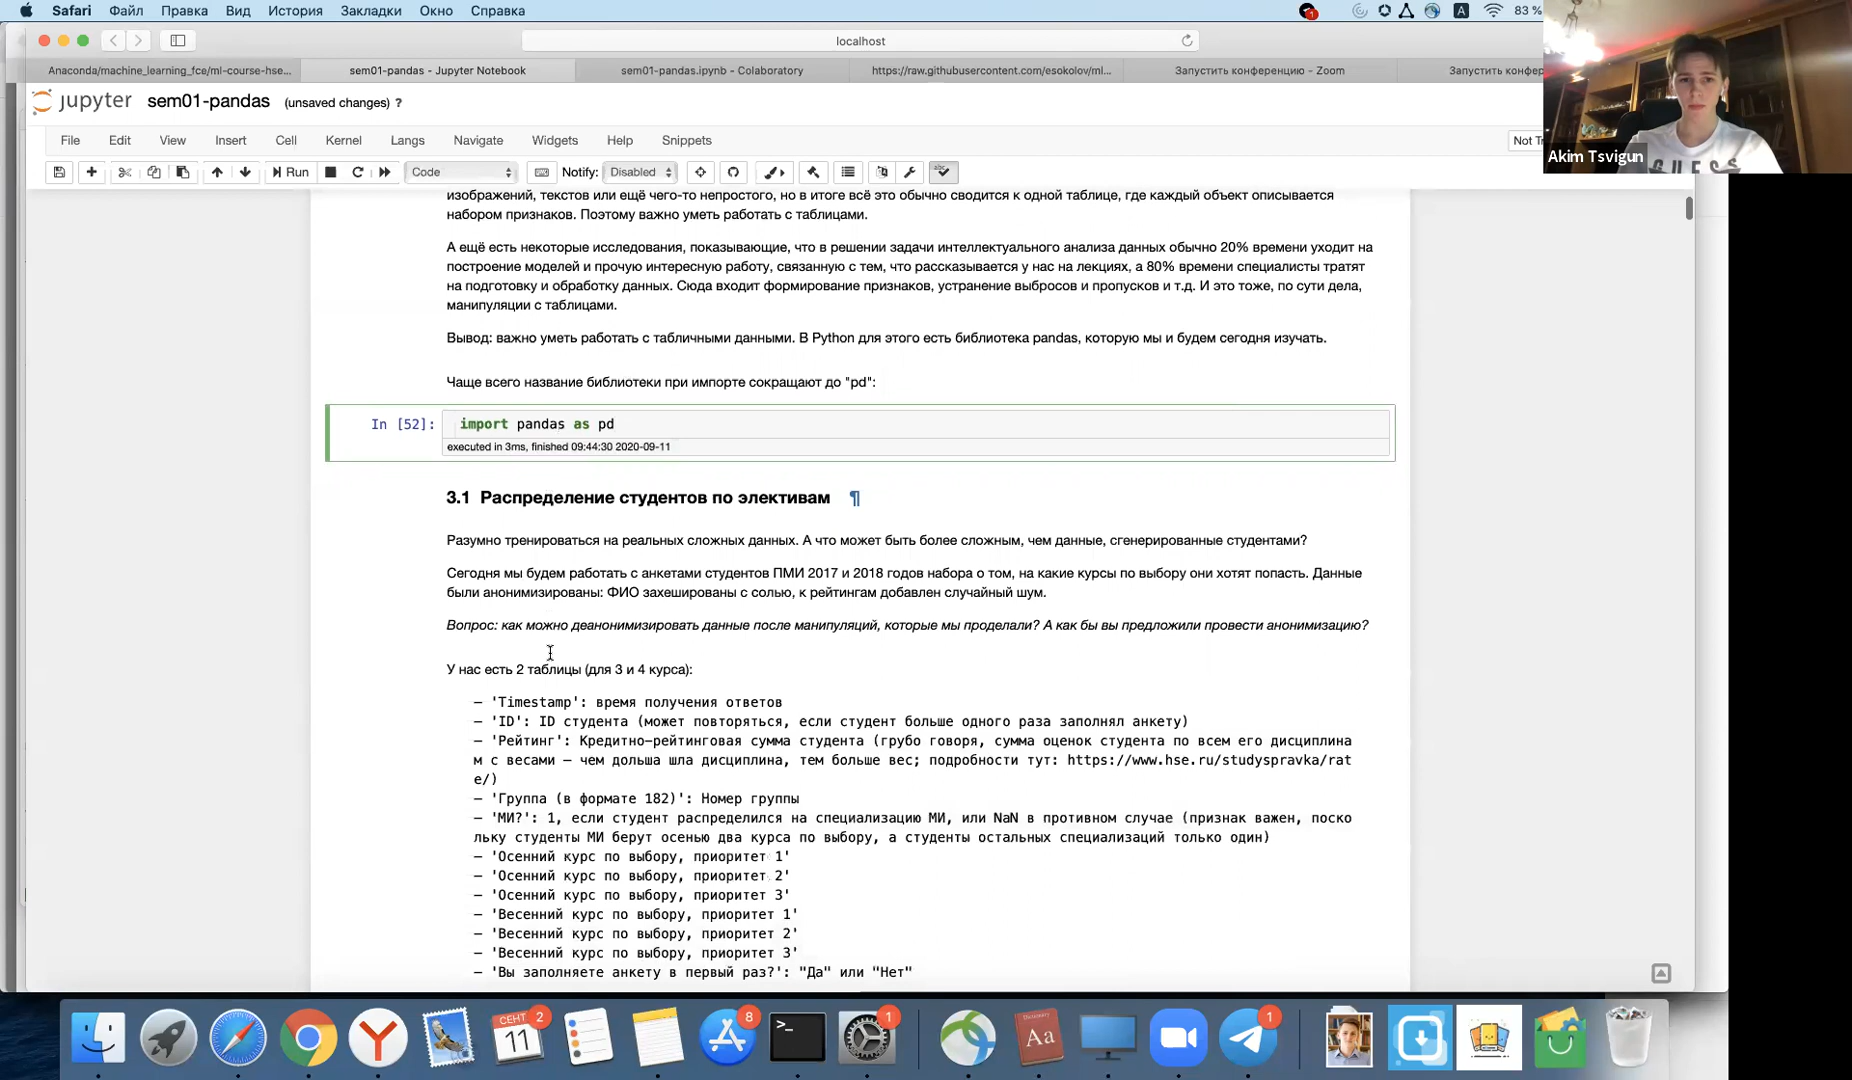 Safari Файл Правка Вид История Закладки Окно Справка
1 A 83 %
localhost
Anaconda/machine_learning_fce/ml-course-hse... sem01-pandas - Jupyter Notebook sem01-pandas.ipynb - Colaboratory https://raw.githubusercontent.com/esokolov/ml... Запустить конференцию - Zoom Запустить конфер
jupyter sem01-pandas (unsaved changes) ?
File Edit View Insert Cell Kernel Langs Navigate Widgets Help Snippets Not Tr
Run Code Notify: Disabled
Akim Tsvigun
GUESS
изображений, текстов или ещё чего-то непростого, но в итоге всё это обычно сводится к одной таблице, где каждый объект описывается
набором признаков. Поэтому важно уметь работать с таблицами.
А ещё есть некоторые исследования, показывающие, что в решении задачи интеллектуального анализа данных обычно 20% времени уходит на
построение моделей и прочую интересную работу, связанную с тем, что рассказывается у нас на лекциях, а 80% времени специалисты тратят
на подготовку и обработку данных. Сюда входит формирование признаков, устранение выбросов и пропусков и т.д. И это тоже, по сути дела,
манипуляции с таблицами.
Вывод: важно уметь работать с табличными данными. В Python для этого есть библиотека pandas, которую мы и будем сегодня изучать.
Чаще всего название библиотеки при импорте сокращают до "pd":
In [52]: import pandas as pd
executed in 3ms, finished 09:44:30 2020-09-11
3.1 Распределение студентов по элективам ¶
Разумно тренироваться на реальных сложных данных. А что может быть более сложным, чем данные, сгенерированные студентами?
Сегодня мы будем работать с анкетами студентов ПМИ 2017 и 2018 годов набора о том, на какие курсы по выбору они хотят попасть. Данные
были анонимизированы: ФИО захешированы с солью, к рейтингам добавлен случайный шум.
Вопрос: как можно деанонимизировать данные после манипуляций, которые мы проделали? А как бы вы предложили провести анонимизацию?
У нас есть 2 таблицы (для 3 и 4 курса):
– 'Timestamp': время получения ответов
– 'ID': ID студента (может повторяться, если студент больше одного раза заполнял анкету)
– 'Рейтинг': Кредитно-рейтинговая сумма студента (грубо говоря, сумма оценок студента по всем его дисциплина
м с весами — чем дольша шла дисциплина, тем больше вес; подробности тут: https://www.hse.ru/studyspravka/rat
e/)
– 'Группа (в формате 182)': Номер группы
– 'МИ?': 1, если студент распределился на специализацию МИ, или NaN в противном случае (признак важен, поско
льку студенты МИ берут осенью два курса по выбору, а студенты остальных специализаций только один)
– 'Осенний курс по выбору, приоритет 1'
– 'Осенний курс по выбору, приоритет 2'
– 'Осенний курс по выбору, приоритет 3'
– 'Весенний курс по выбору, приоритет 1'
– 'Весенний курс по выбору, приоритет 2'
– 'Весенний курс по выбору, приоритет 3'
– 'Вы заполняете анкету в первый раз?': "Да" или "Нет"
СЕНТ 2 8 1 1
11 Aa